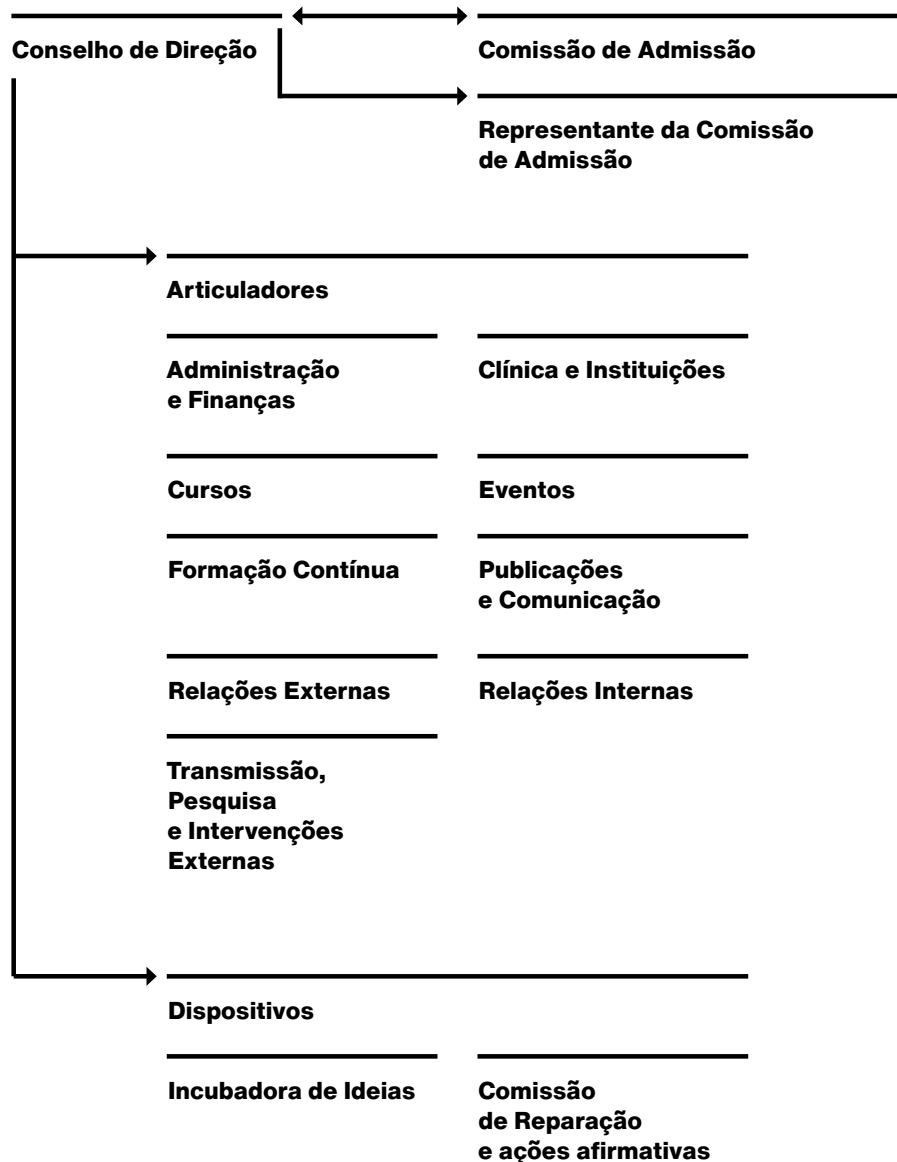 Conselho de Direção
Comissão de Admissão
Representante da Comissão
de Admissão
Articuladores
Administração
e Finanças
Clínica e Instituições
Cursos
Eventos
Formação Contínua
Publicações
e Comunicação
Relações Externas
Relações Internas
Transmissão,
Pesquisa
e Intervenções
Externas
Dispositivos
Incubadora de Ideias
Comissão
de Reparação
e ações afirmativas